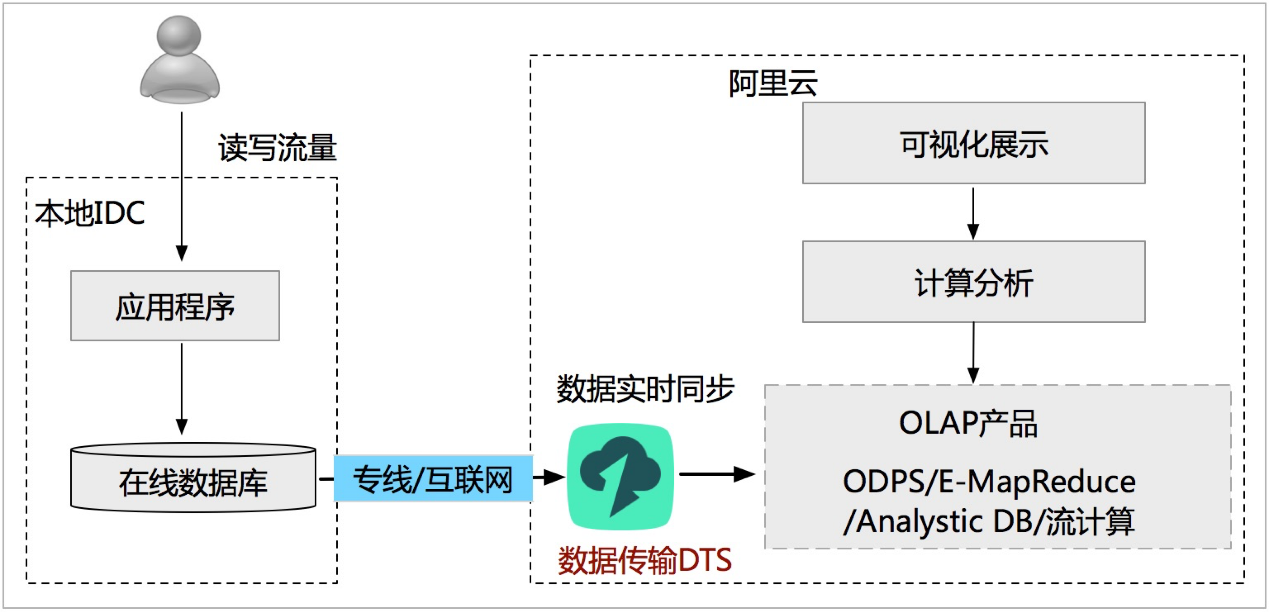 读写流量
本地IDC
应用程序
在线数据库
专线/互联网
阿里云
可视化展示
计算分析
数据实时同步
数据传输DTS
OLAP产品
ODPS/E-MapReduce
/Analystic DB/流计算